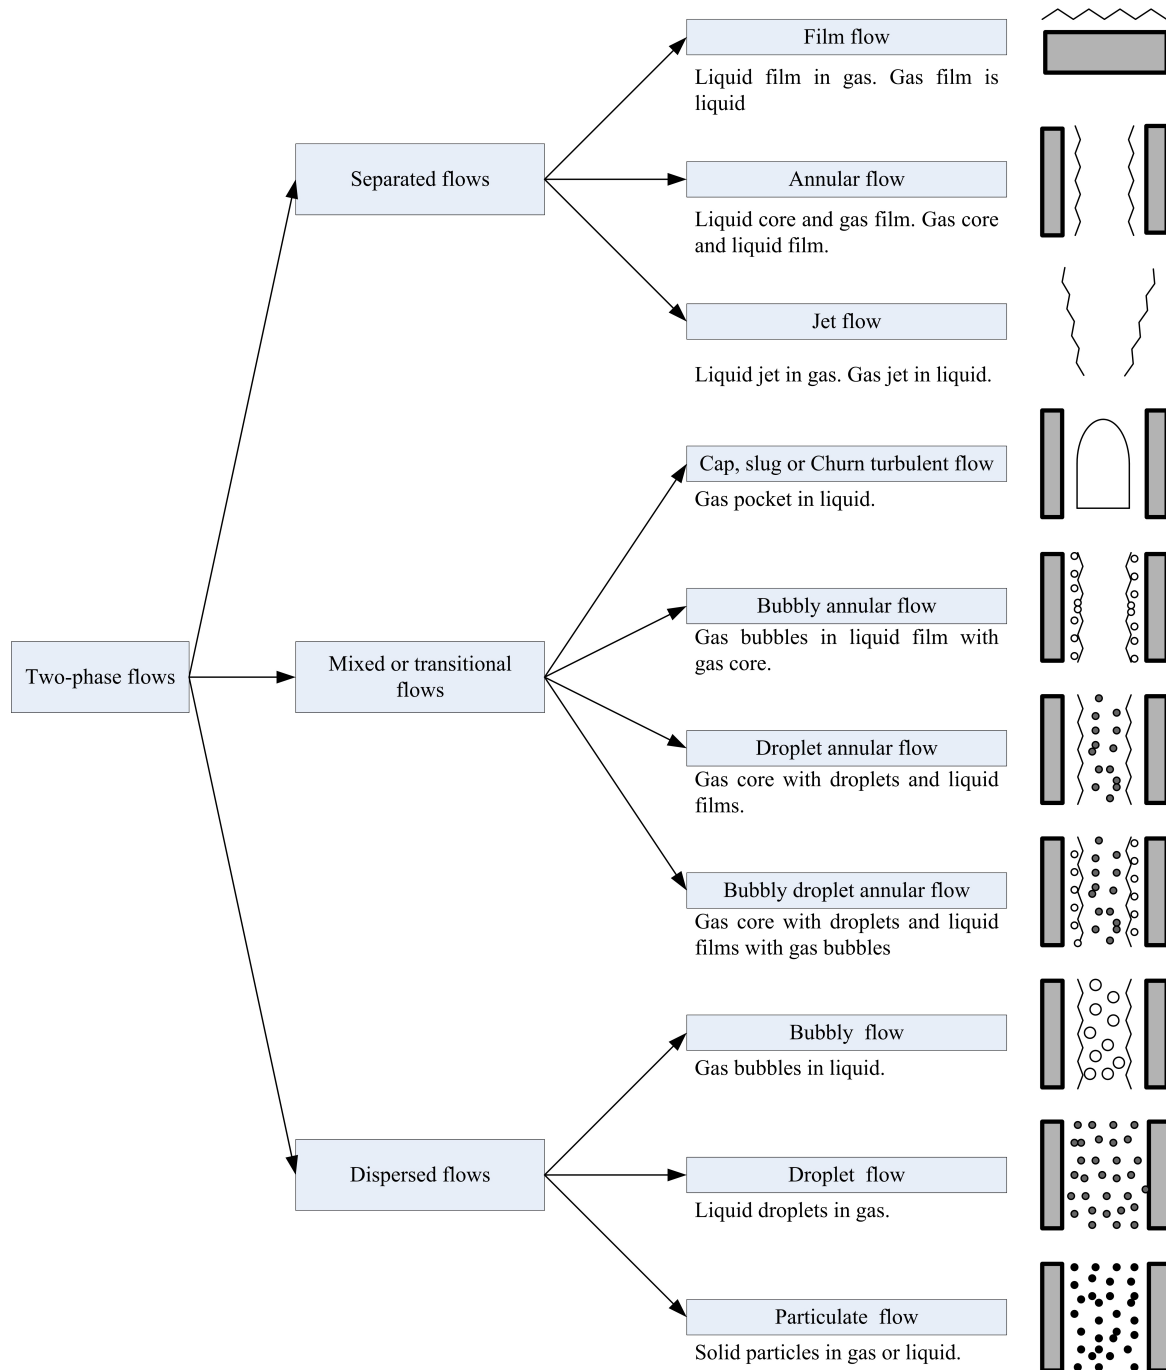 Film flow
Liquid film in gas. Gas film is
liquid
Separated flows
Annular flow
Liquid core and gas film. Gas core
and liquid film.
Jet flow
Liquid jet in gas. Gas jet in liquid.
Cap, slug or Churn turbulent flow
Gas pocket in liquid.
Bubbly annular flow
Gas bubbles in liquid film with
gas core.
Two-phase flows
Mixed or transitional
flows
Droplet annular flow
Gas core with droplets and liquid
films.
Bubbly droplet annular flow
Gas core with droplets and liquid
films with gas bubbles
Bubbly flow
Gas bubbles in liquid.
Dispersed flows
Droplet flow
Liquid droplets in gas.
Particulate flow
Solid particles in gas or liquid.